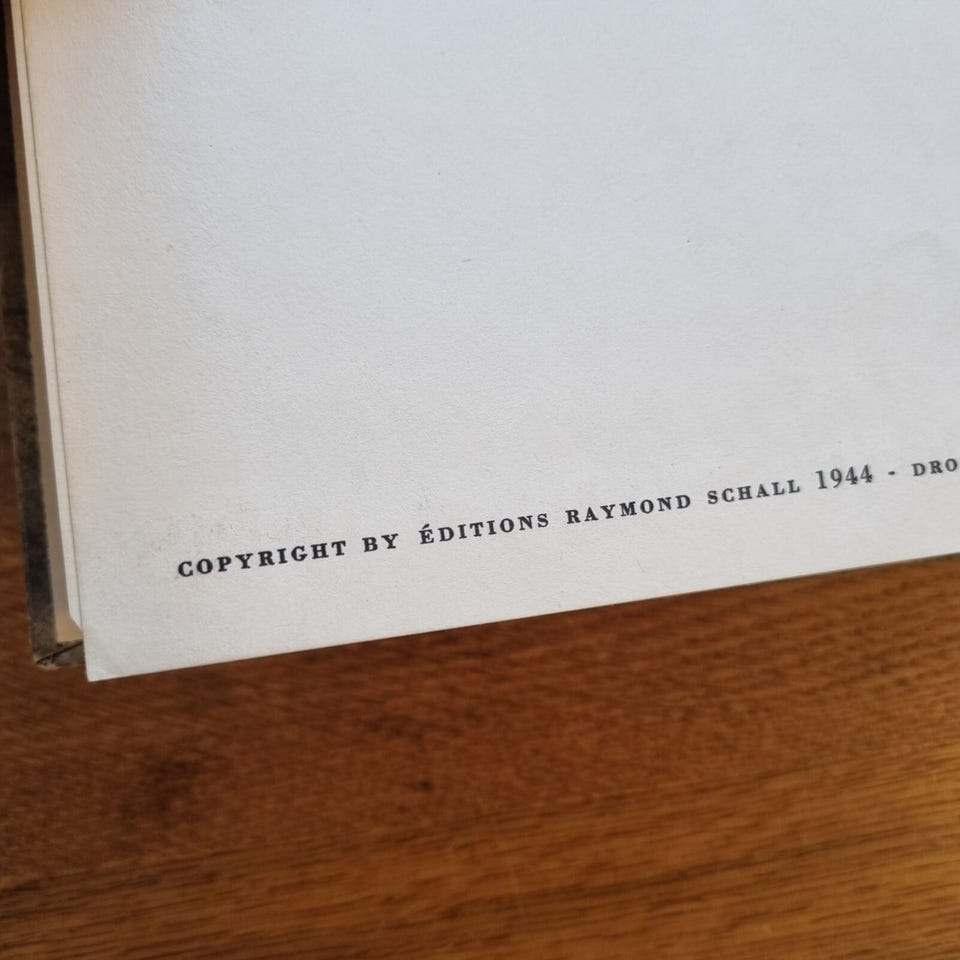 COPYRIGHT BY ÉDITIONS RAYMOND SCHALL 1944 - DRO